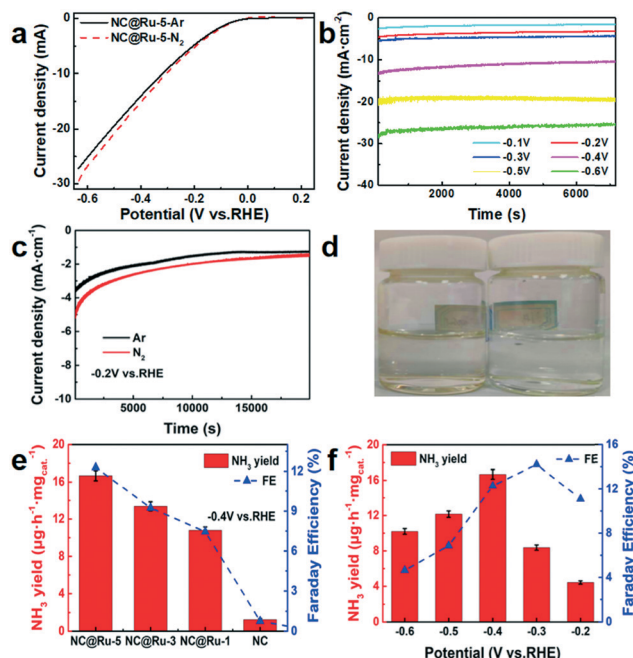 a
NC@Ru-5-Ar
NC@Ru-5-N₂
Current density (mA)
0
-10
-20
-30
-0.6
-0.4
-0.2
0.0
0.2
Potential (V vs.RHE)
b
Current density (mA·cm⁻²)
0
-10
-20
-30
-40
2000
4000
6000
-0.1V
-0.2V
-0.3V
-0.4V
-0.5V
-0.6V
Time (s)
c
Current density (mA·cm⁻¹)
0
-2
-4
-6
-8
-10
5000
10000
15000
Ar
N₂
-0.2V vs.RHE
Time (s)
d
e
NH₃ yield (μg·h⁻¹·mg cat.⁻¹)
20
16
12
8
4
0
NH₃ yield
FE
-0.4V vs.RHE
12
9
6
3
0
Faraday Efficiency (%)
NC@Ru-5
NC@Ru-3
NC@Ru-1
NC
f
NH₃ yield (μg·h⁻¹·mg cat.⁻¹)
20
16
12
8
4
0
NH₃ yield
FE
16
12
8
4
0
Faraday Efficiency (%)
-0.6
-0.5
-0.4
-0.3
-0.2
Potential (V vs.RHE)